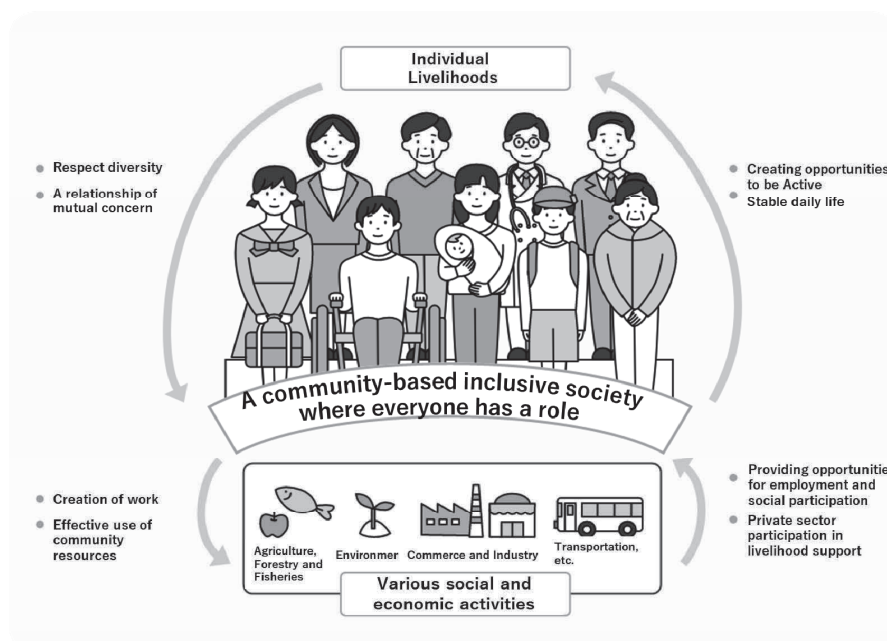 Individual
Livelihoods
Respect diversity
A relationship of
mutual concern
Creating opportunities
to be Active
Stable daily life
A community-based inclusive society
where everyone has a role
Creation of work
Effective use of
community
resources
Providing opportunitie
for employment and
social participation
Private sector
participation in
livelihood support
Agriculture,
Forestry and
Fisheries
Environmer
Commerce and Industry
Transportation,
etc.
Various social and
economic activities